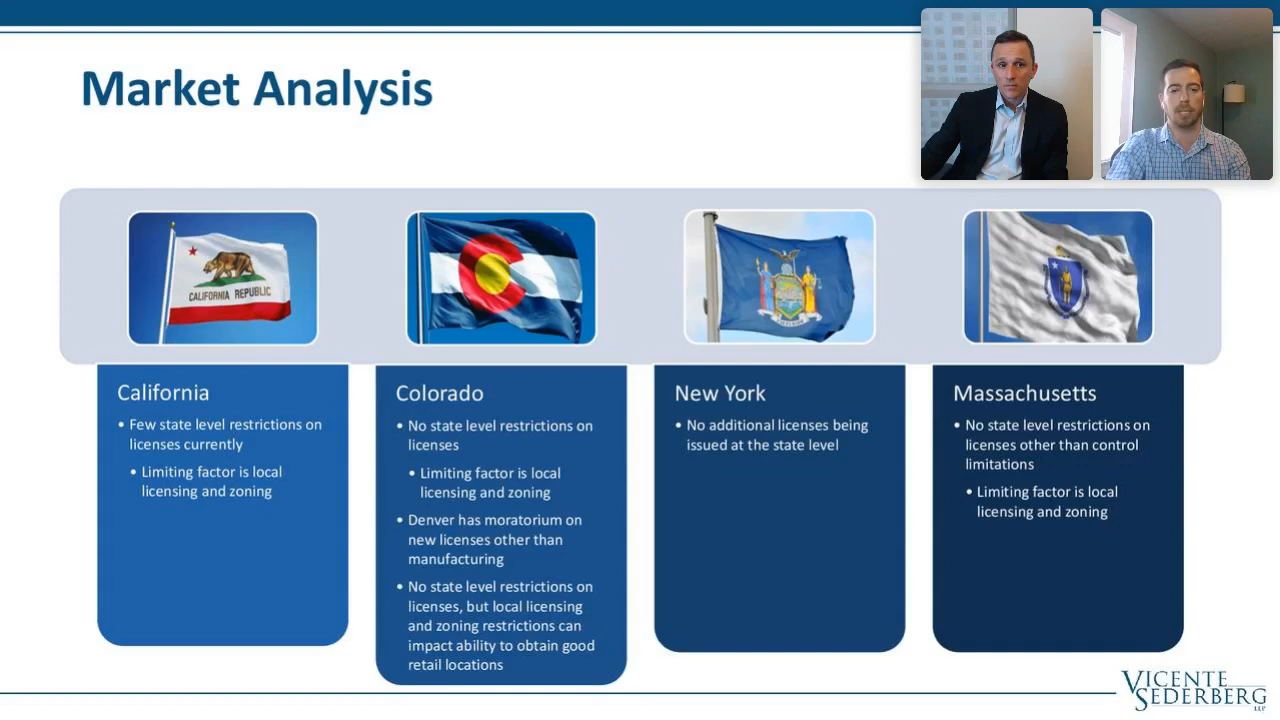 Market Analysis
CALIFORNIA REPUBLIC
California
• Few state level restrictions on
licenses currently
• Limiting factor is local
licensing and zoning
Colorado
• No state level restrictions on
licenses
• Limiting factor is local
licensing and zoning
• Denver has moratorium on
new licenses other than
manufacturing
• No state level restrictions on
licenses, but local licensing
and zoning restrictions can
impact ability to obtain good
retail locations
New York
• No additional licenses being
issued at the state level
Massachusetts
• No state level restrictions on
licenses other than control
limitations
• Limiting factor is local
licensing and zoning
VICENTE
SEDERBERG
LLP